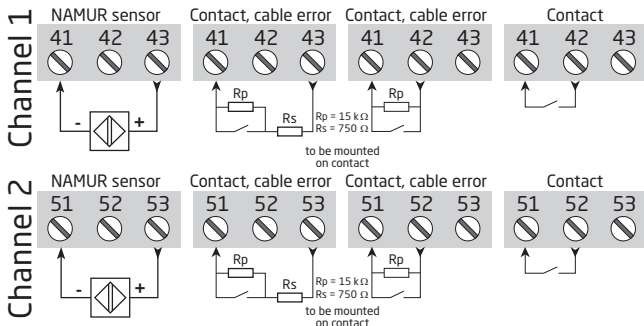 Channel 1
NAMUR sensor
Contact, cable error
Contact, cable error
Contact
41 42 43
41 42 43
41 42 43
41 42 43
- +
Rp
Rs
Rp = 15 k Ω
Rs = 750 Ω
to be mounted
on contact
Rp
Channel 2
NAMUR sensor
Contact, cable error
Contact, cable error
Contact
51 52 53
51 52 53
51 52 53
51 52 53
- +
Rp
Rs
Rp = 15 k Ω
Rs = 750 Ω
to be mounted
on contact
Rp